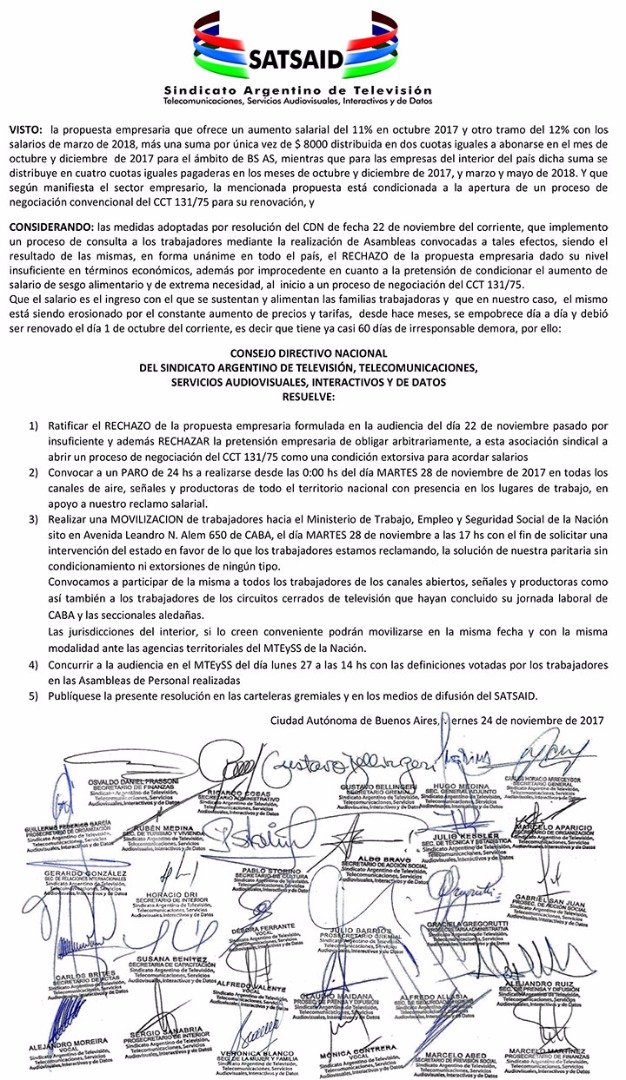 SATSAID
Sindicato Argentino de Televisión
Telecomunicaciones, Servicios Audiovisuales, Interactivos y de Datos
VISTO: la propuesta empresaria que ofrece un aumento salarial del 11% en octubre 2017 y otro tramo del 12% con los
salarios de marzo de 2018, más una suma por única vez de $ 8000 distribuida en dos cuotas iguales a abonarse en el mes de
octubre y diciembre de 2017 para el ámbito de BS AS, mientras que para las empresas del interior del país dicha suma se
distribuye en cuatro cuotas iguales pagaderas en los meses de octubre y diciembre de 2017, y marzo y mayo de 2018. Y que
según manifiesta el sector empresario, la mencionada propuesta está condicionada a la apertura de un proceso de
negociación convencional del CCT 131/75 para su renovación, y
CONSIDERANDO: las medidas adoptadas por resolución del CDN de fecha 22 de noviembre del corriente, que implemento
un proceso de consulta a los trabajadores mediante la realización de Asambleas convocadas a tales efectos, siendo el
resultado de las mismas, en forma unánime en todo el país, el RECHAZO de la propuesta empresaria dado su nivel
insuficiente en términos económicos, además por improcedente en cuanto a la pretensión de condicionar el aumento de
salario de sesgo alimentario y de extrema necesidad, al inicio a un proceso de negociación del CCT 131/75.
Que el salario es el ingreso con el que se sustentan y alimentan las familias trabajadoras y que en nuestro caso, el mismo
está siendo erosionado por el constante aumento de precios y tarifas, desde hace meses, se empobrece día a día y debió
ser renovado el día 1 de octubre del corriente, es decir que tiene ya casi 60 días de irresponsable demora, por ello:
CONSEJO DIRECTIVO NACIONAL
DEL SINDICATO ARGENTINO DE TELEVISIÓN, TELECOMUNICACIONES,
SERVICIOS AUDIOVISUALES, INTERACTIVOS Y DE DATOS
RESUELVE:
1) Ratificar el RECHAZO de la propuesta empresaria formulada en la audiencia del día 22 de noviembre pasado por
insuficiente y además RECHAZAR la pretensión empresaria de obligar arbitrariamente, a esta asociación sindical a
abrir un proceso de negociación del CCT 131/75 como una condición extorsiva para acordar salarios
2) Convocar a un PARO de 24 hs a realizarse desde las 0:00 hs del día MARTES 28 de noviembre de 2017 en todas los
canales de aire, señales y productoras de todo el territorio nacional con presencia en los lugares de trabajo, en
apoyo a nuestro reclamo salarial.
3) Realizar una MOVILIZACION de trabajadores hacia el Ministerio de Trabajo, Empleo y Seguridad Social de la Nación
sito en Avenida Leandro N. Alem 650 de CABA, el día MARTES 28 de noviembre a las 17 hs con el fin de solicitar una
intervención del estado en favor de lo que los trabajadores estamos reclamando, la solución de nuestra paritaria sin
condicionamiento ni extorsiones de ningún tipo.
Convocamos a participar de la misma a todos los trabajadores de los canales abiertos, señales y productoras como
así también a los trabajadores de los circuitos cerrados de televisión que hayan concluido su jornada laboral de
CABA y las seccionales aledañas.
Las jurisdicciones del interior, si lo creen conveniente podrán movilizarse en la misma fecha y con la misma
modalidad ante las agencias territoriales del MTEySS de la Nación.
4) Concurrir a la audiencia en el MTEySS del día lunes 27 a las 14 hs con las definiciones votadas por los trabajadores
en las Asambleas de Personal realizadas
5) Publíquese la presente resolución en las carteleras gremiales y en los medios de difusión del SATSAID.
Ciudad Autónoma de Buenos Aires, Viernes 24 de noviembre de 2017
Gustavo Bellingeri
OSVALDO DANIEL FRASSONI
SECRETARIO DE FINANZAS
RICARDO COBAS
GUSTAVO BELLINGERI
SECRETARIO GREMIAL
HUGO MEDINA
SEC. GENERAL ADJUNTO
CARLOS HORACIO ARRECEYGOR
SECRETARIO GENERAL
GUILLERMO FEDERICO GARCÍA
PROSECRETARIO DE ORGANIZACIÓN
RUBÉN MEDINA
SEC. DE TURISMO Y VIVIENDA
JULIO KESSLER
SEC. DE TÉCNICA Y ESTADÍSTICA
MARCELO APARICIO
SECRETARIO DE ORGANIZACIÓN
GERARDO GONZÁLEZ
SEC. DE RELACIONES INTERNACIONALES
HORACIO DRI
SECRETARIO DE INTERIOR
PABLO STORINO
SECRETARIO DE CULTURA
ALDO BRAVO
SECRETARIO DE ACCIÓN SOCIAL
GABRIEL SAN JUAN
PROSEC. DE ACCIÓN SOCIAL
DÉBORA FERRANTE
VOCAL
JULIO BARRIOS
PROSECRETARIO GREMIAL
GRACIELA GREGORUTTI
PROSECRETARIA ADMINISTRATIVA
CARLOS BRITES
SECRETARIO DE ACTAS
SUSANA BENITEZ
SECRETARIA DE CAPACITACIÓN
ALFREDO VALENTE
CLAUDIO MAIDANA
ALFREDO ALLASIA
ALEJANDRO RUIZ
SEC. DE PRENSA Y DIFUSIÓN
ALEJANDRO MOREIRA
VOCAL
SERGIO SANABRIA
PROSECRETARIO DE INTERIOR
VERÓNICA BLANCO
SEC. DE LA MUJER Y FAMILIA
MÓNICA CONTRERA
VOCAL
MARCELO ABED
MARCELO MARTÍNEZ